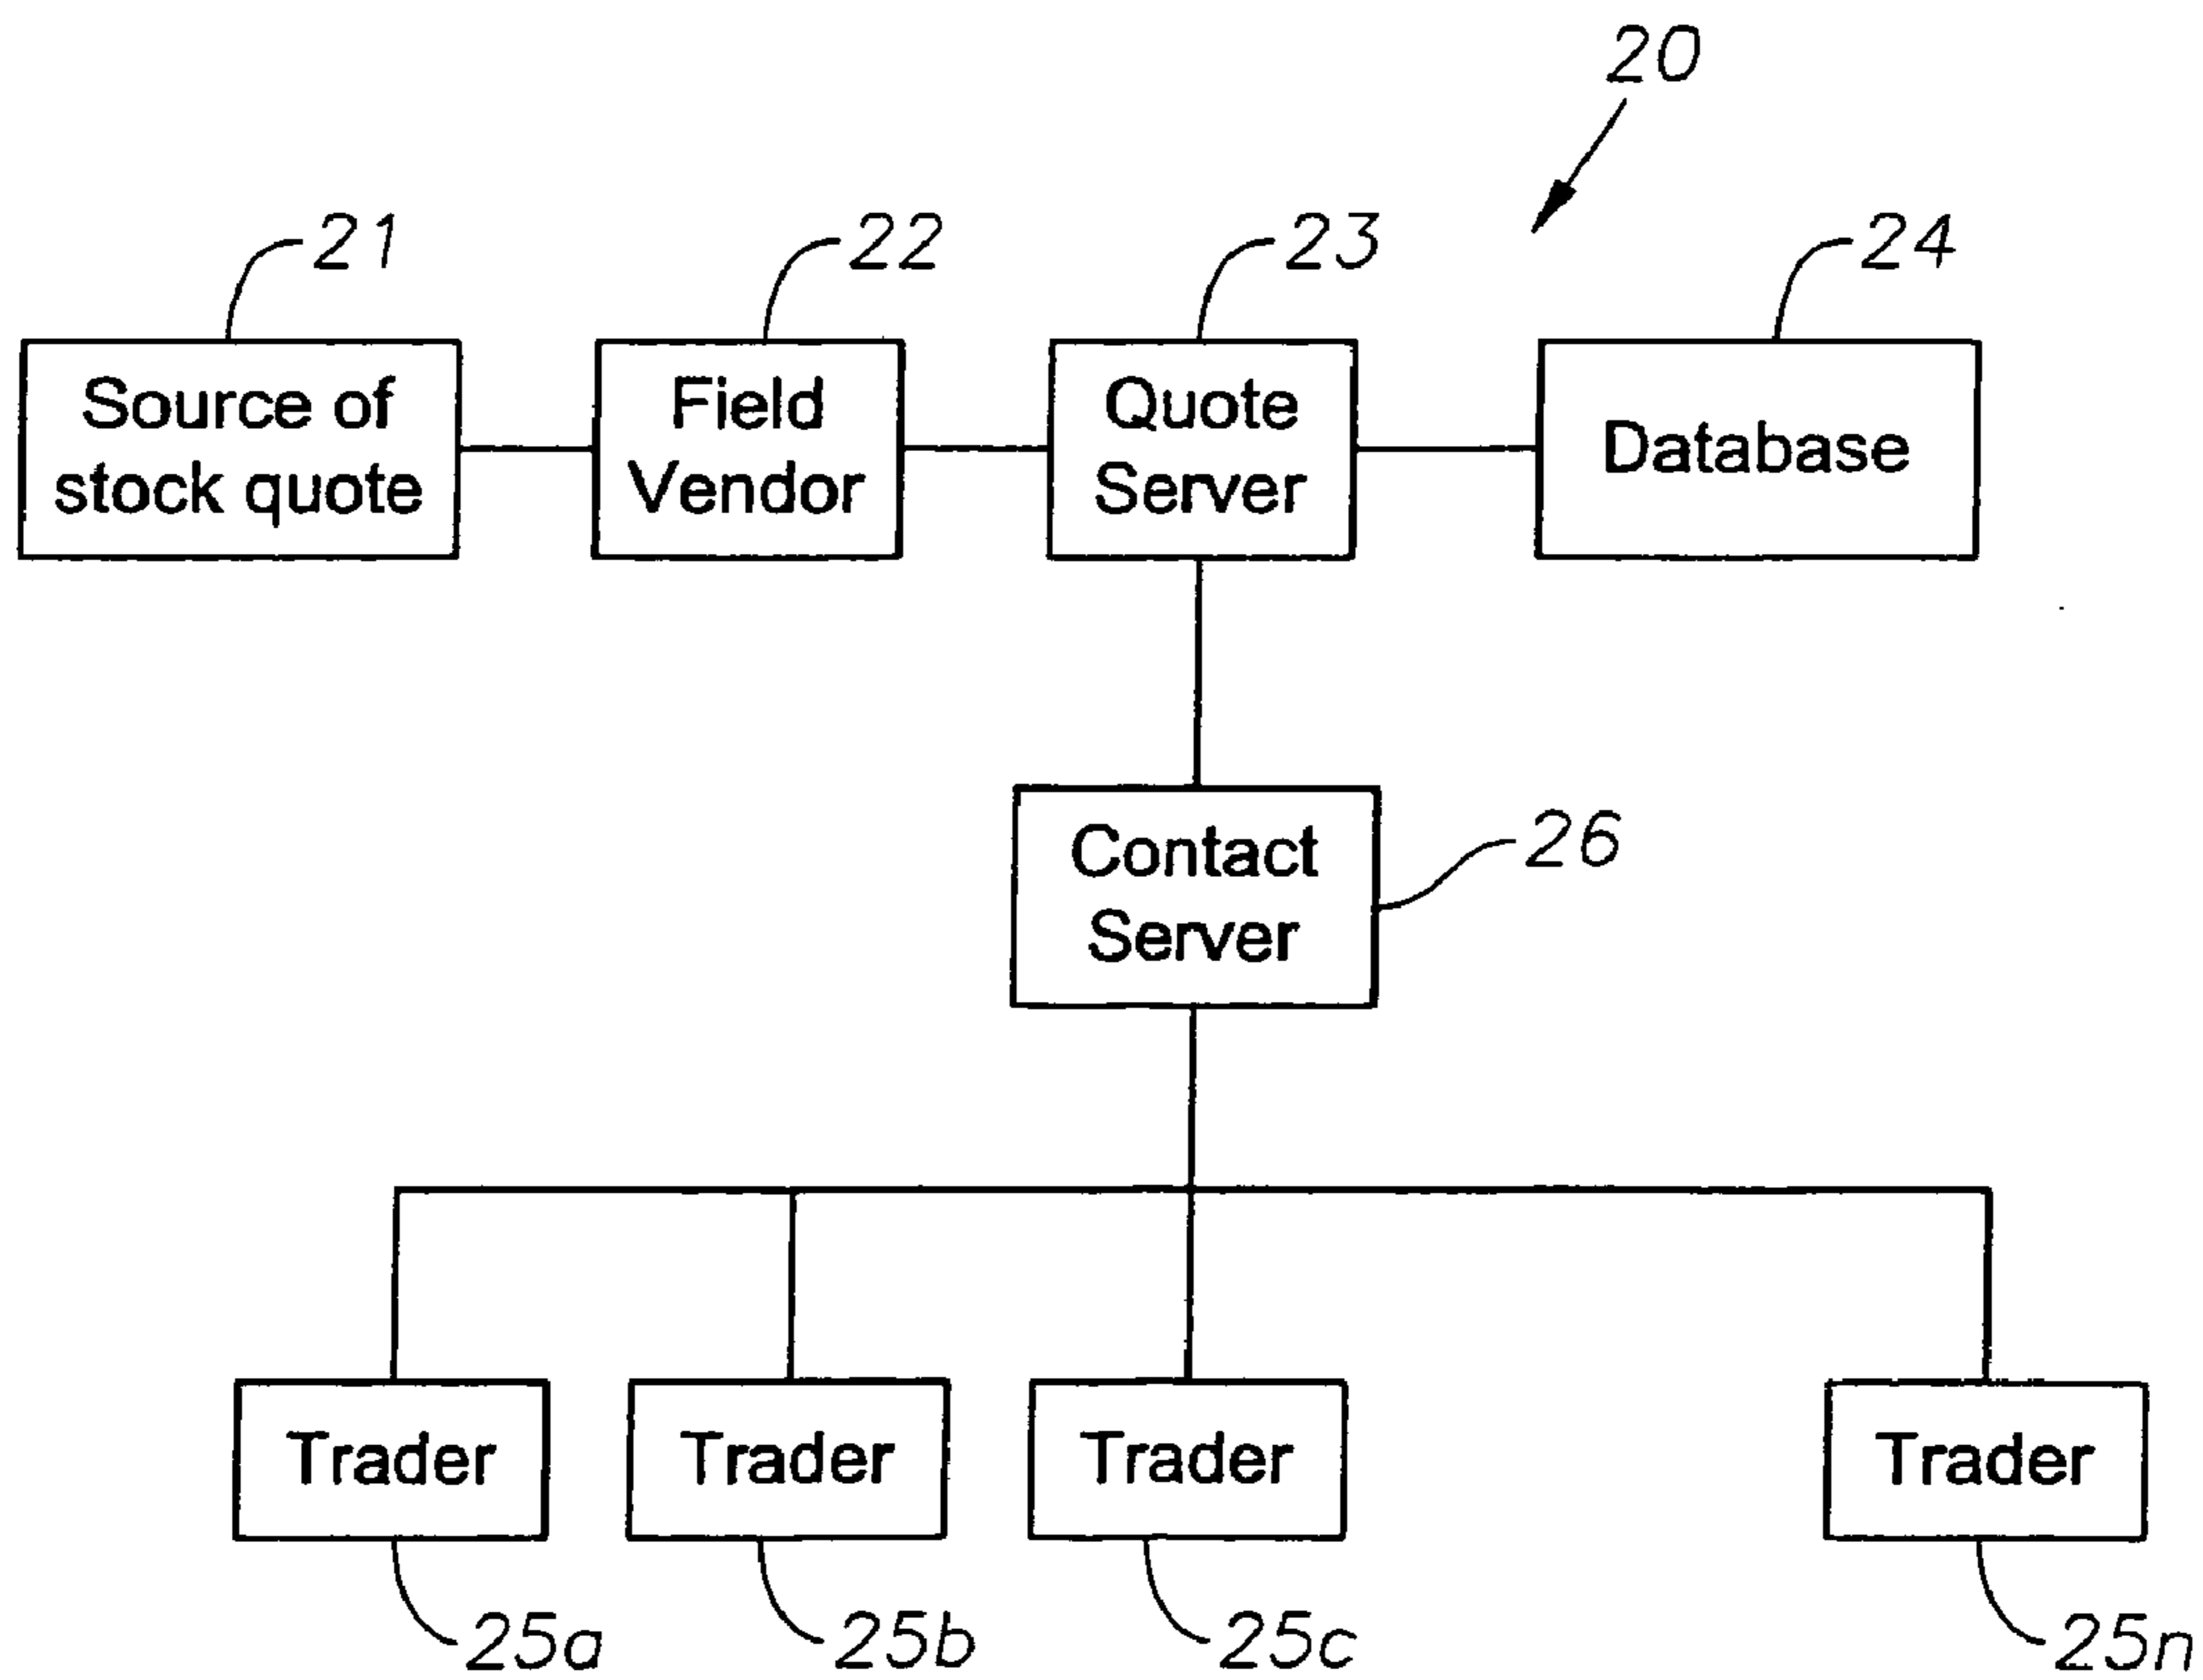 20
21
22
23
24
Source of
stock quote
Field
Vendor
Quote
Server
Database
Contact
Server
26
Trader
Trader
Trader
Trader
25a
25b
25c
25n